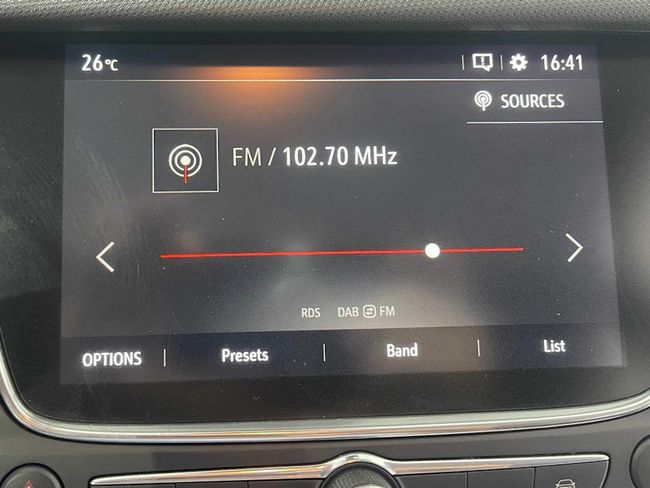 26°C 16:41
SOURCES
FM / 102.70 MHz
RDS DAB FM
OPTIONS Presets Band List